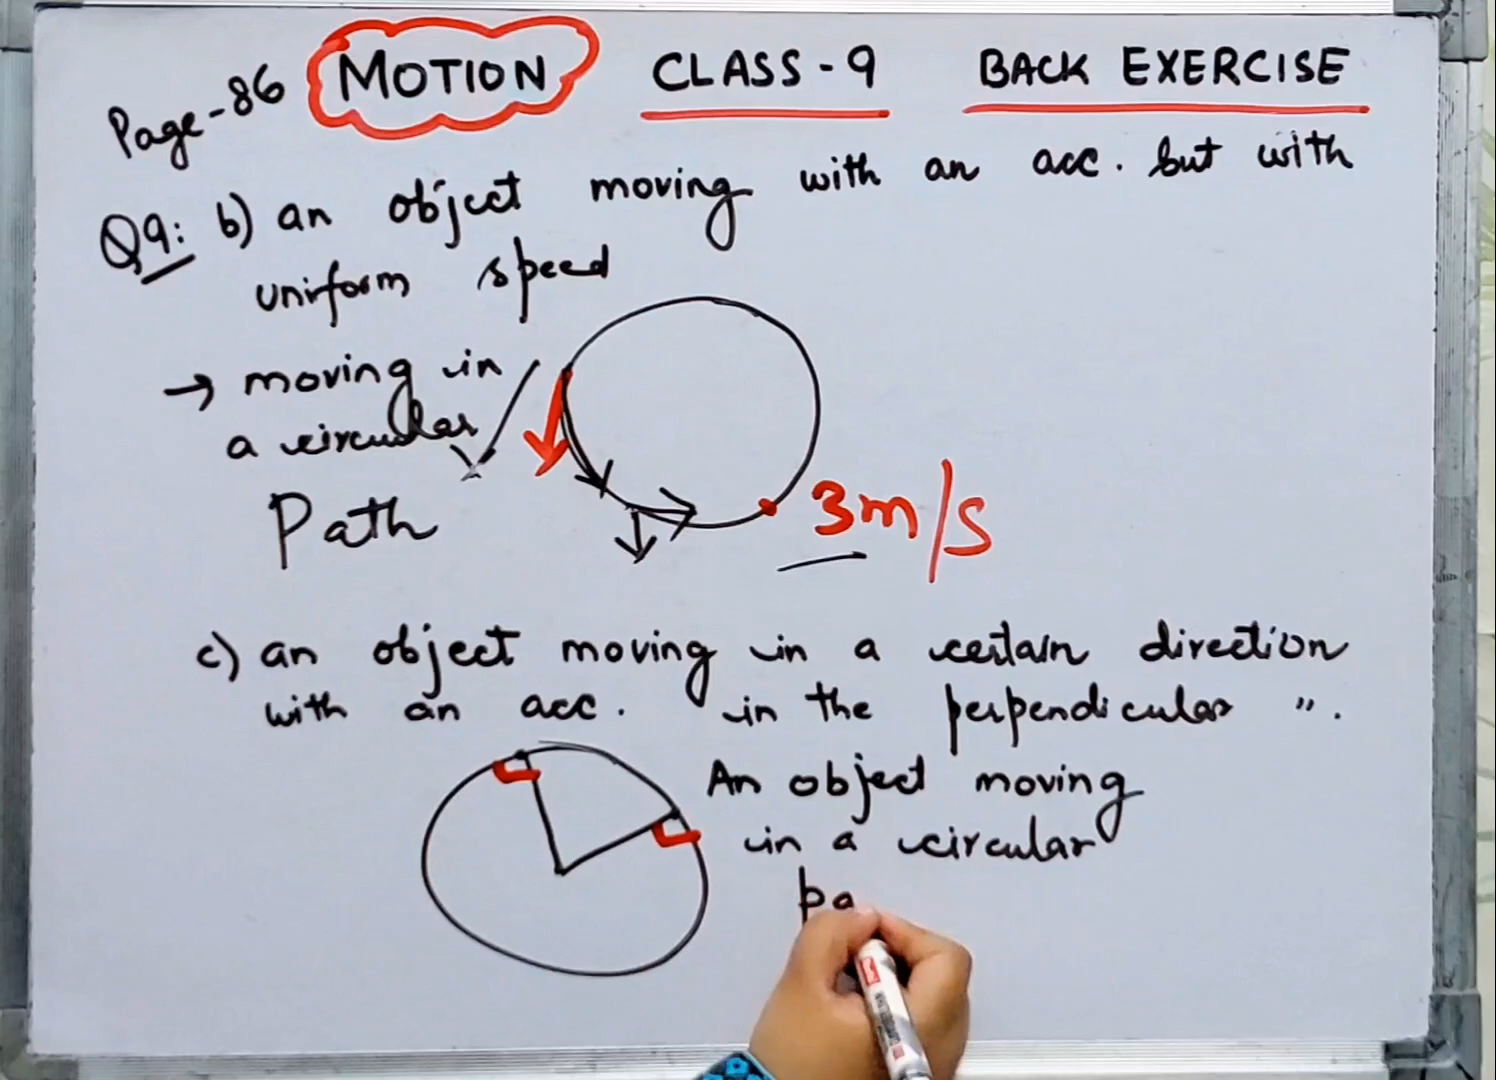 Page-86 MOTION CLASS-9 BACK EXERCISE
Q9: b) an object moving with an acc. but with
uniform speed
→ moving in
a circular
Path
3m/s
c) an object moving in a certain direction
with an acc. in the perpendicular ".
An object moving
in a circular
pa